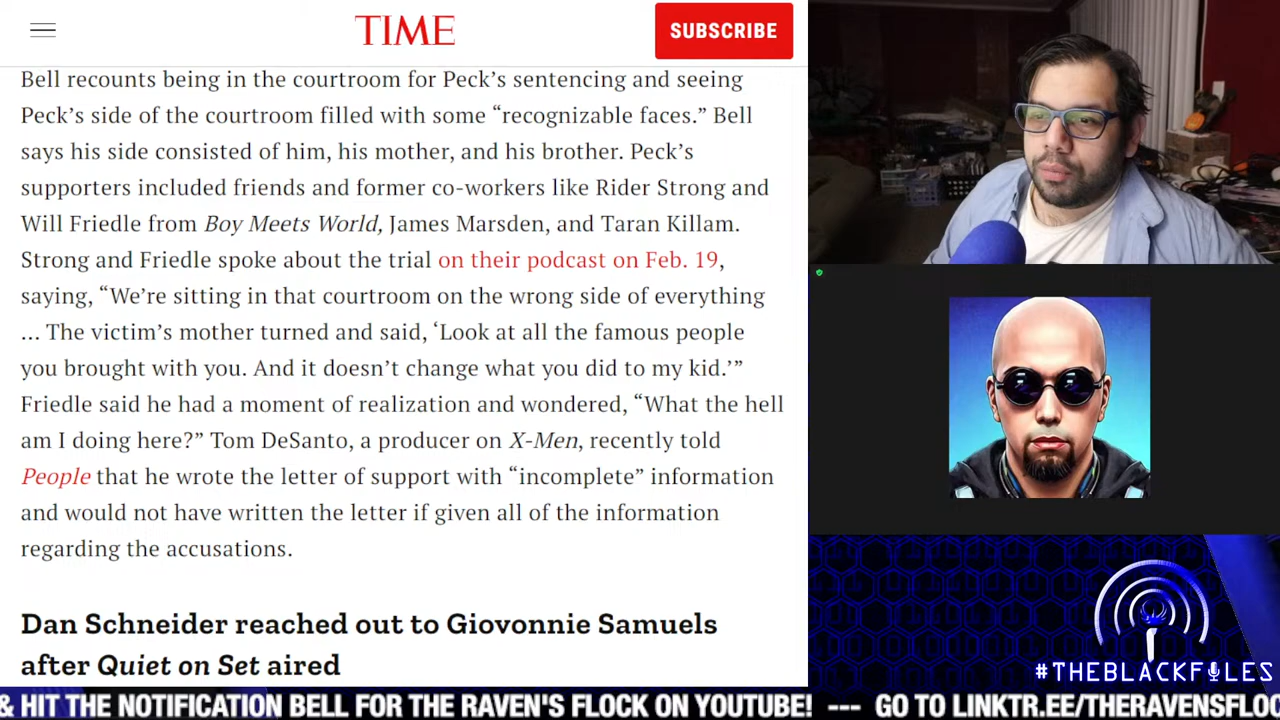 TIME
SUBSCRIBE
Bell recounts being in the courtroom for Peck’s sentencing and seeing
Peck’s side of the courtroom filled with some “recognizable faces.” Bell
says his side consisted of him, his mother, and his brother. Peck’s
supporters included friends and former co-workers like Rider Strong and
Will Friedle from Boy Meets World, James Marsden, and Taran Killam.
Strong and Friedle spoke about the trial on their podcast on Feb. 19,
saying, “We’re sitting in that courtroom on the wrong side of everything
… The victim’s mother turned and said, ‘Look at all the famous people
you brought with you. And it doesn’t change what you did to my kid.’”
Friedle said he had a moment of realization and wondered, “What the hell
am I doing here?” Tom DeSanto, a producer on X-Men, recently told
People that he wrote the letter of support with “incomplete” information
and would not have written the letter if given all of the information
regarding the accusations.
Dan Schneider reached out to Giovonnie Samuels
after Quiet on Set aired
#THEBLACKFILES
& HIT THE NOTIFICATION BELL FOR THE RAVEN'S FLOCK ON YOUTUBE! --- GO TO LINKTR.EE/THERAVENSFLOC